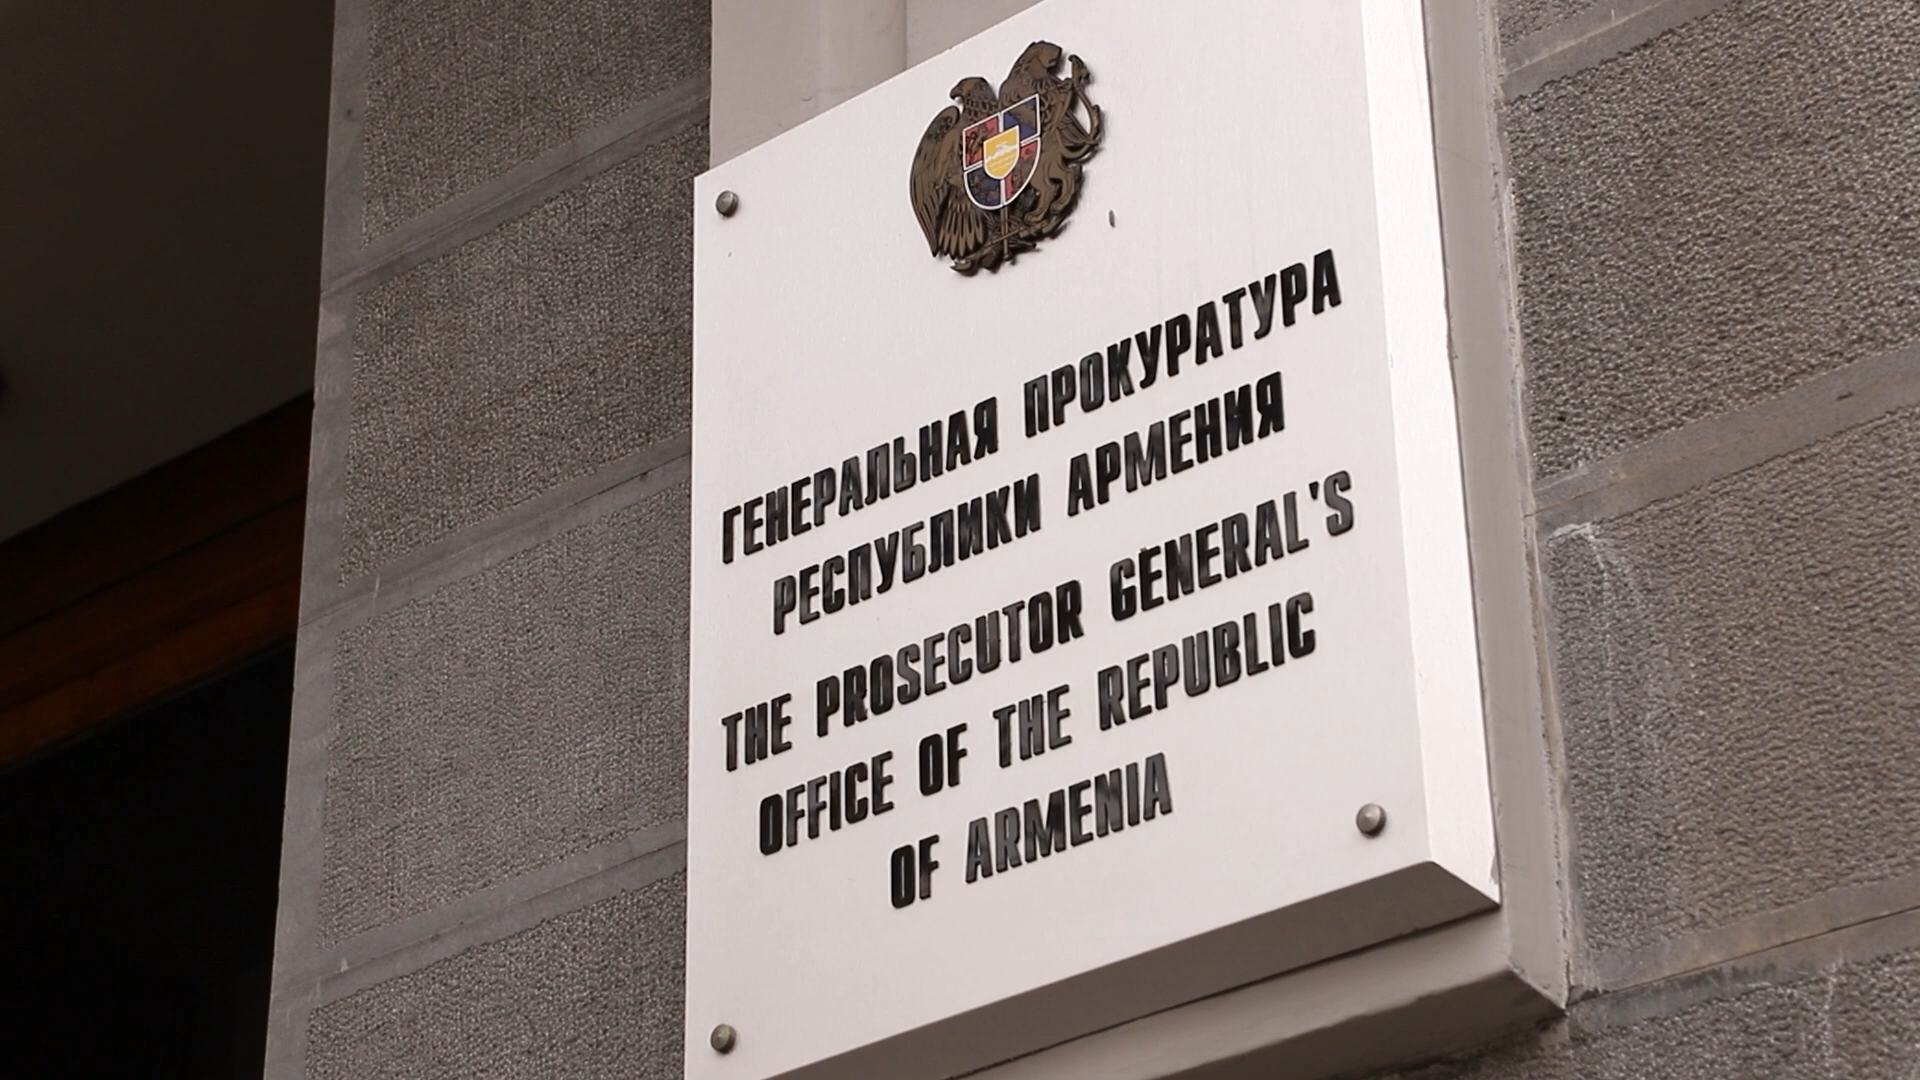 ГЕНЕРАЛЬНАЯ ПРОКУРАТУРА
РЕСПУБЛИКИ АРМЕНИЯ
THE PROSECUTOR GENERAL'S
OFFICE OF THE REPUBLIC
OF ARMENIA